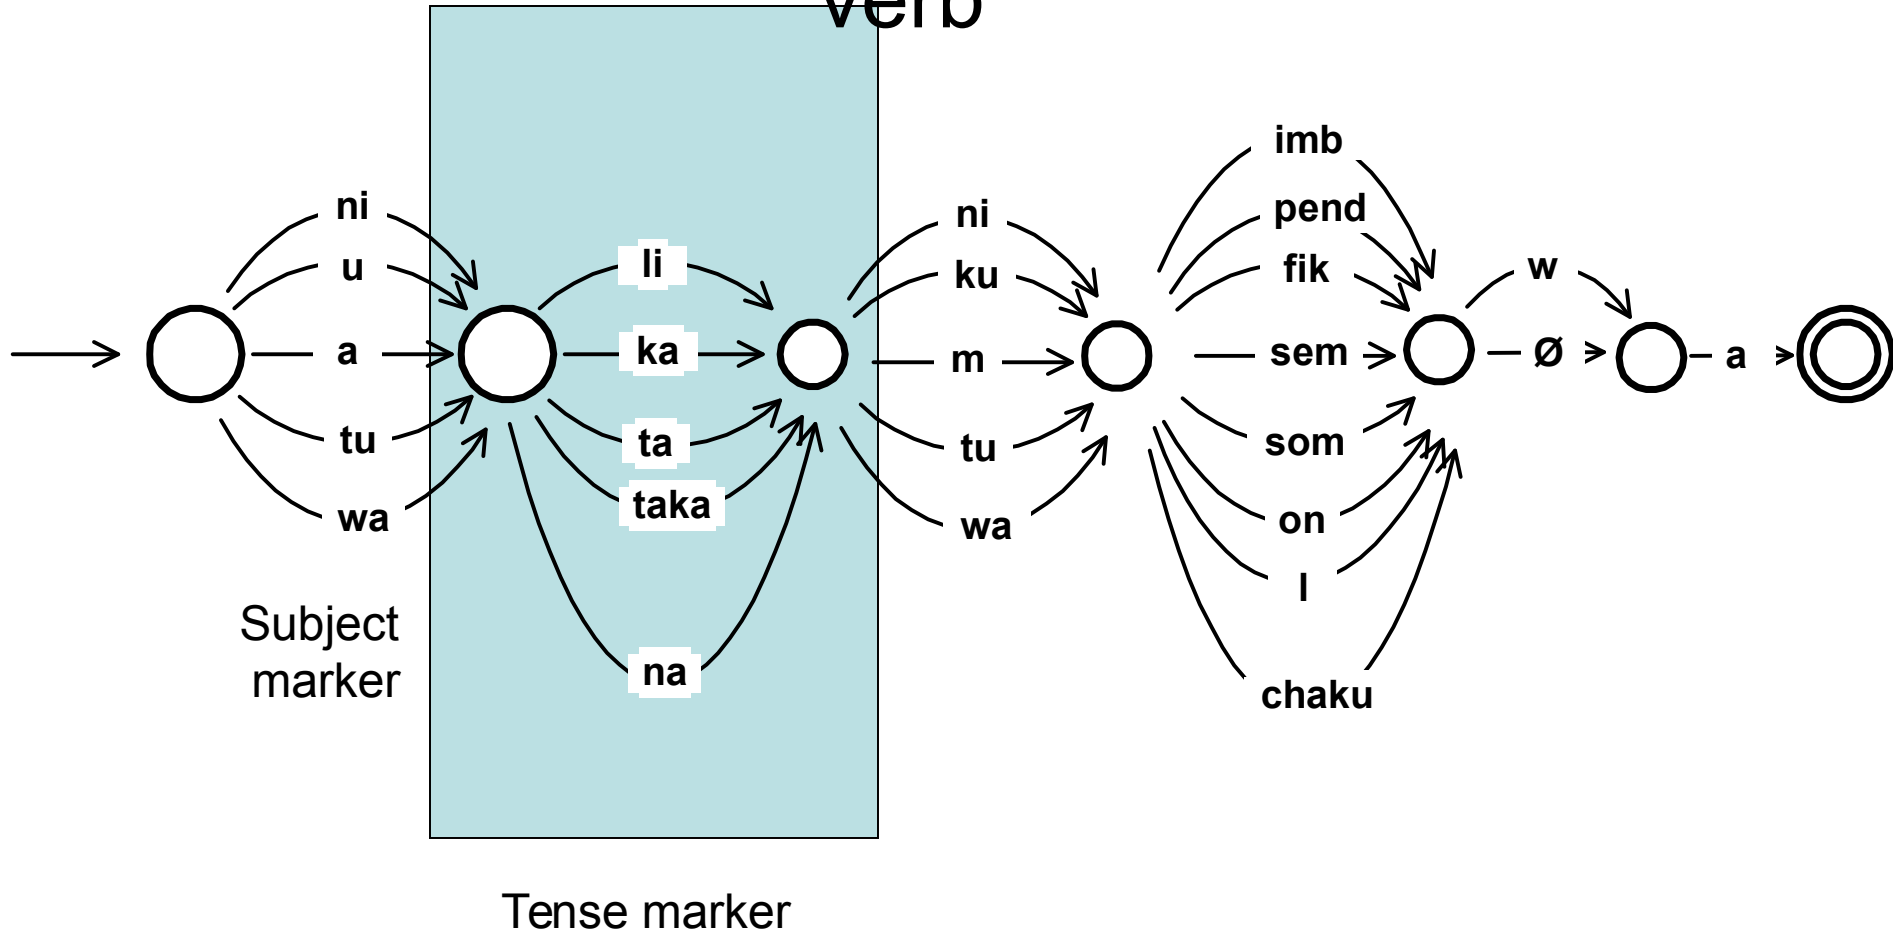 verb
ni
u
a
tu
wa
Subject
marker
li
ka
ta
taka
na
Tense marker
ni
ku
m
tu
wa
imb
pend
fik
sem
som
on
l
chaku
w
Ø
a